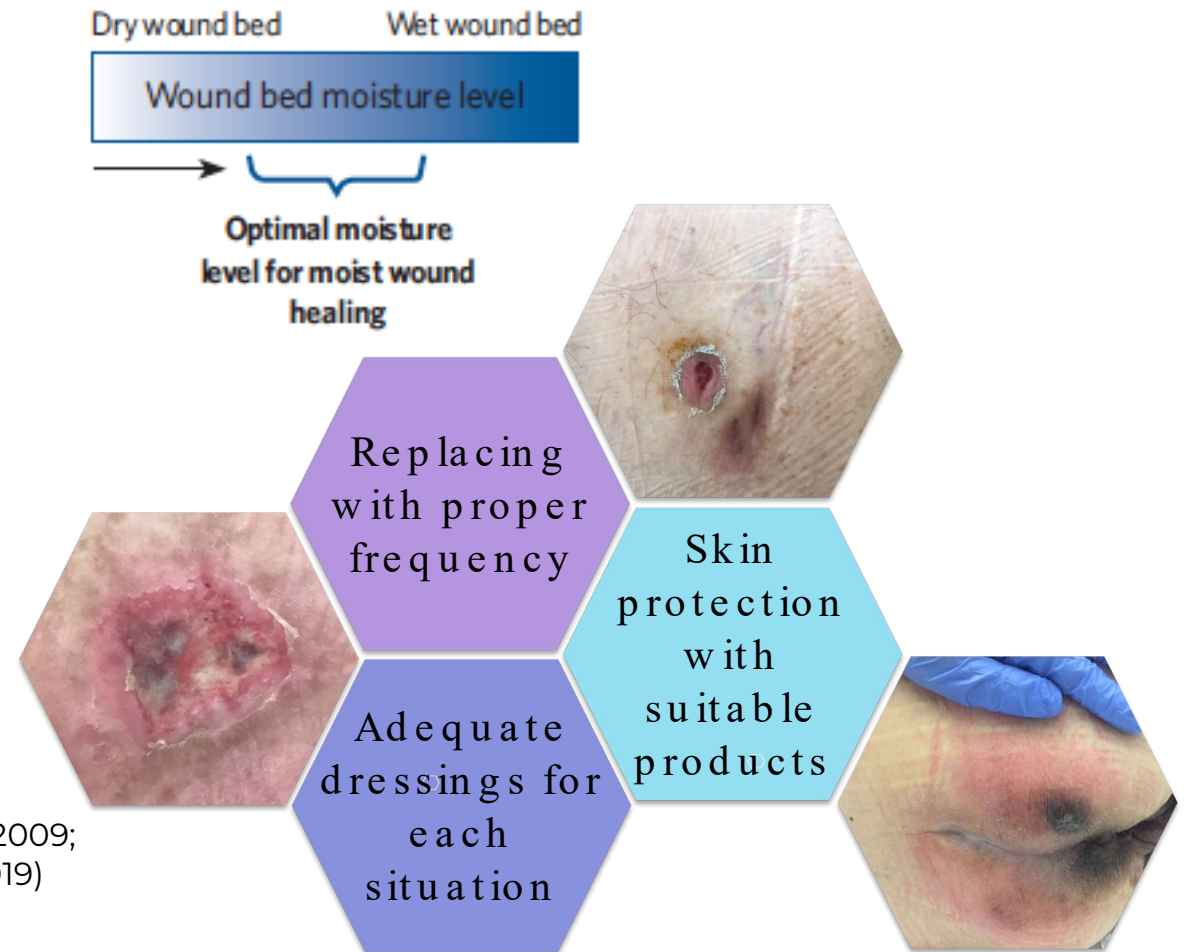 Dry wound bed
Wet wound bed
Wound bed moisture level
Optimal moisture
level for moist wound
healing
Replacing
with proper
frequency
Skin
protection
with
suitable
products
Adequate
dressings for
each
situation
2009;
019)